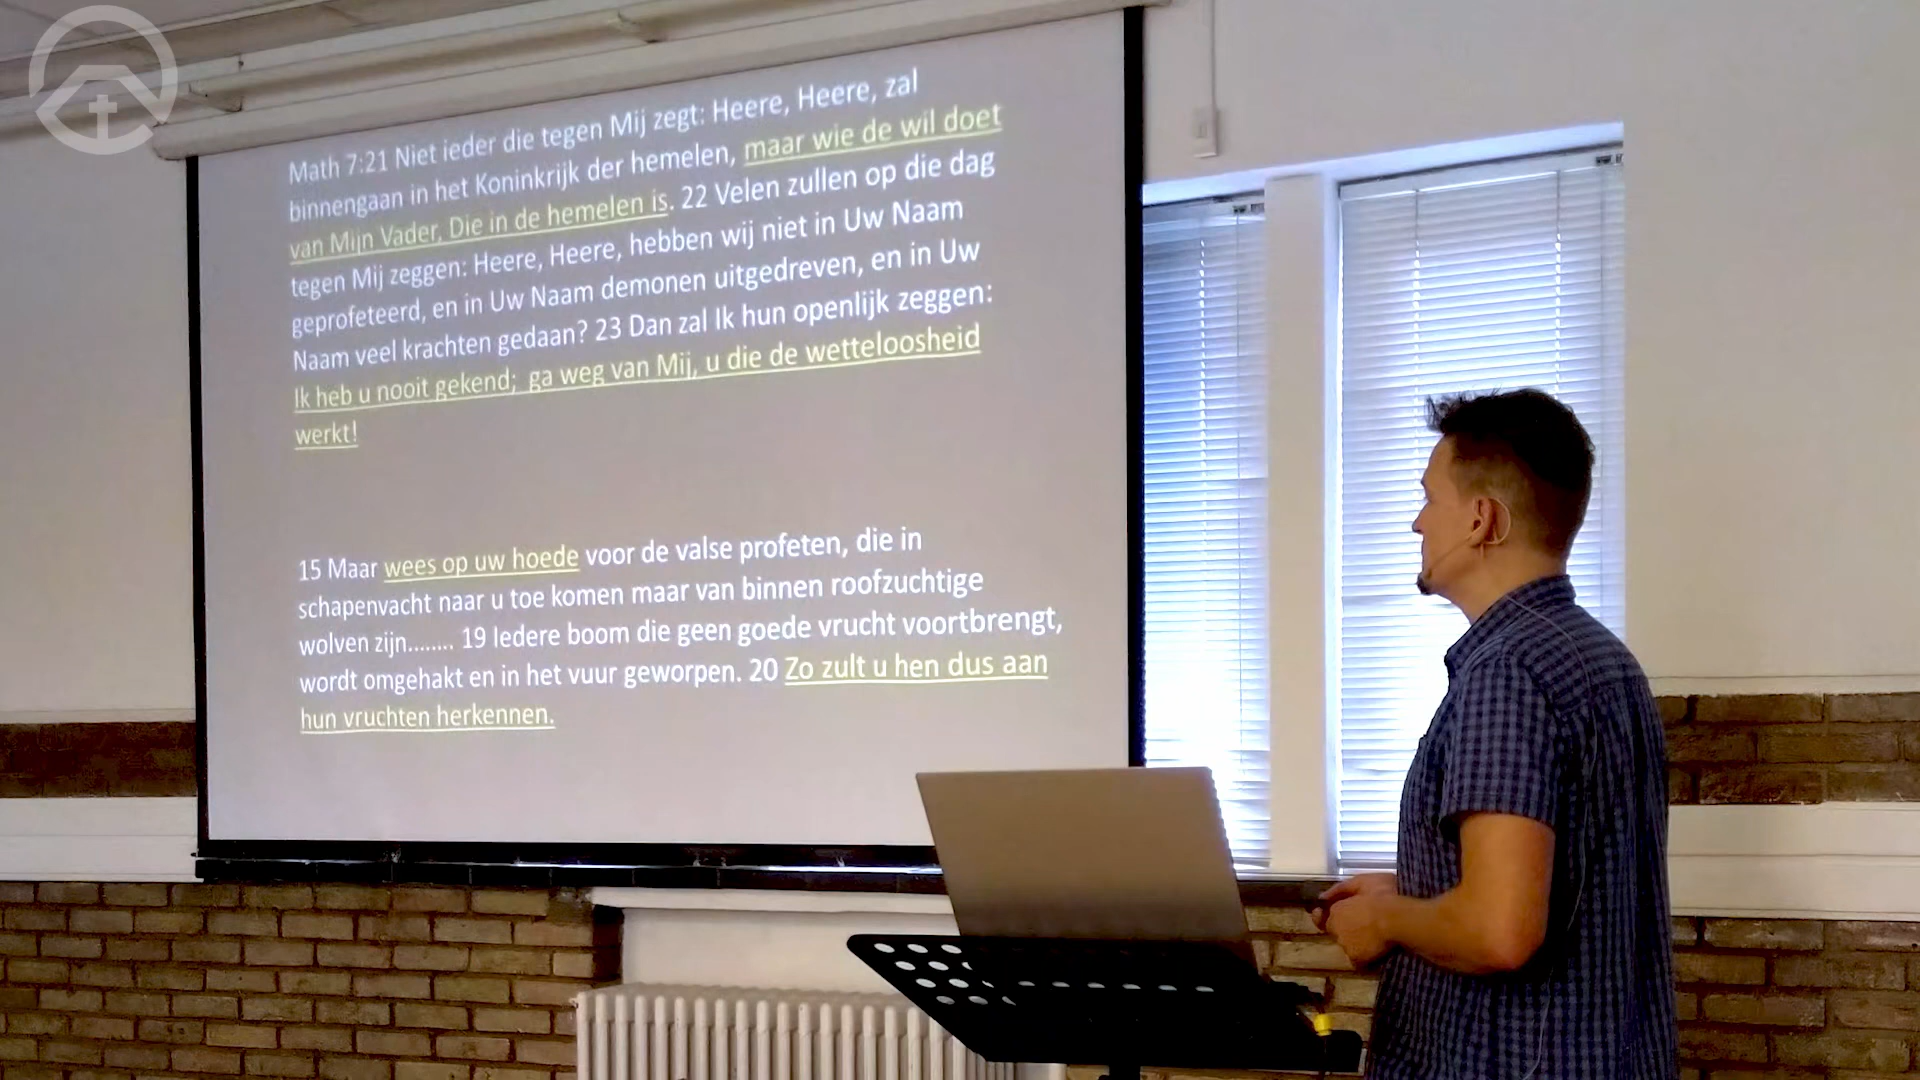 Math 7:21 Niet ieder die tegen Mij zegt: Heere, Heere, zal
binnengaan in het Koninkrijk der hemelen, maar wie de wil doet
van Mijn Vader, Die in de hemelen is. 22 Velen zullen op die dag
tegen Mij zeggen: Heere, Heere, hebben wij niet in Uw Naam
geprofeteerd, en in Uw Naam demonen uitgedreven, en in Uw
Naam veel krachten gedaan? 23 Dan zal Ik hun openlijk zeggen:
Ik heb u nooit gekend; ga weg van Mij, u die de wetteloosheid
werkt!
15 Maar wees op uw hoede voor de valse profeten, die in
schapenvacht naar u toe komen maar van binnen roofzuchtige
wolven zijn........ 19 Iedere boom die geen goede vrucht voortbrengt,
wordt omgehakt en in het vuur geworpen. 20 Zo zult u hen dus aan
hun vruchten herkennen.